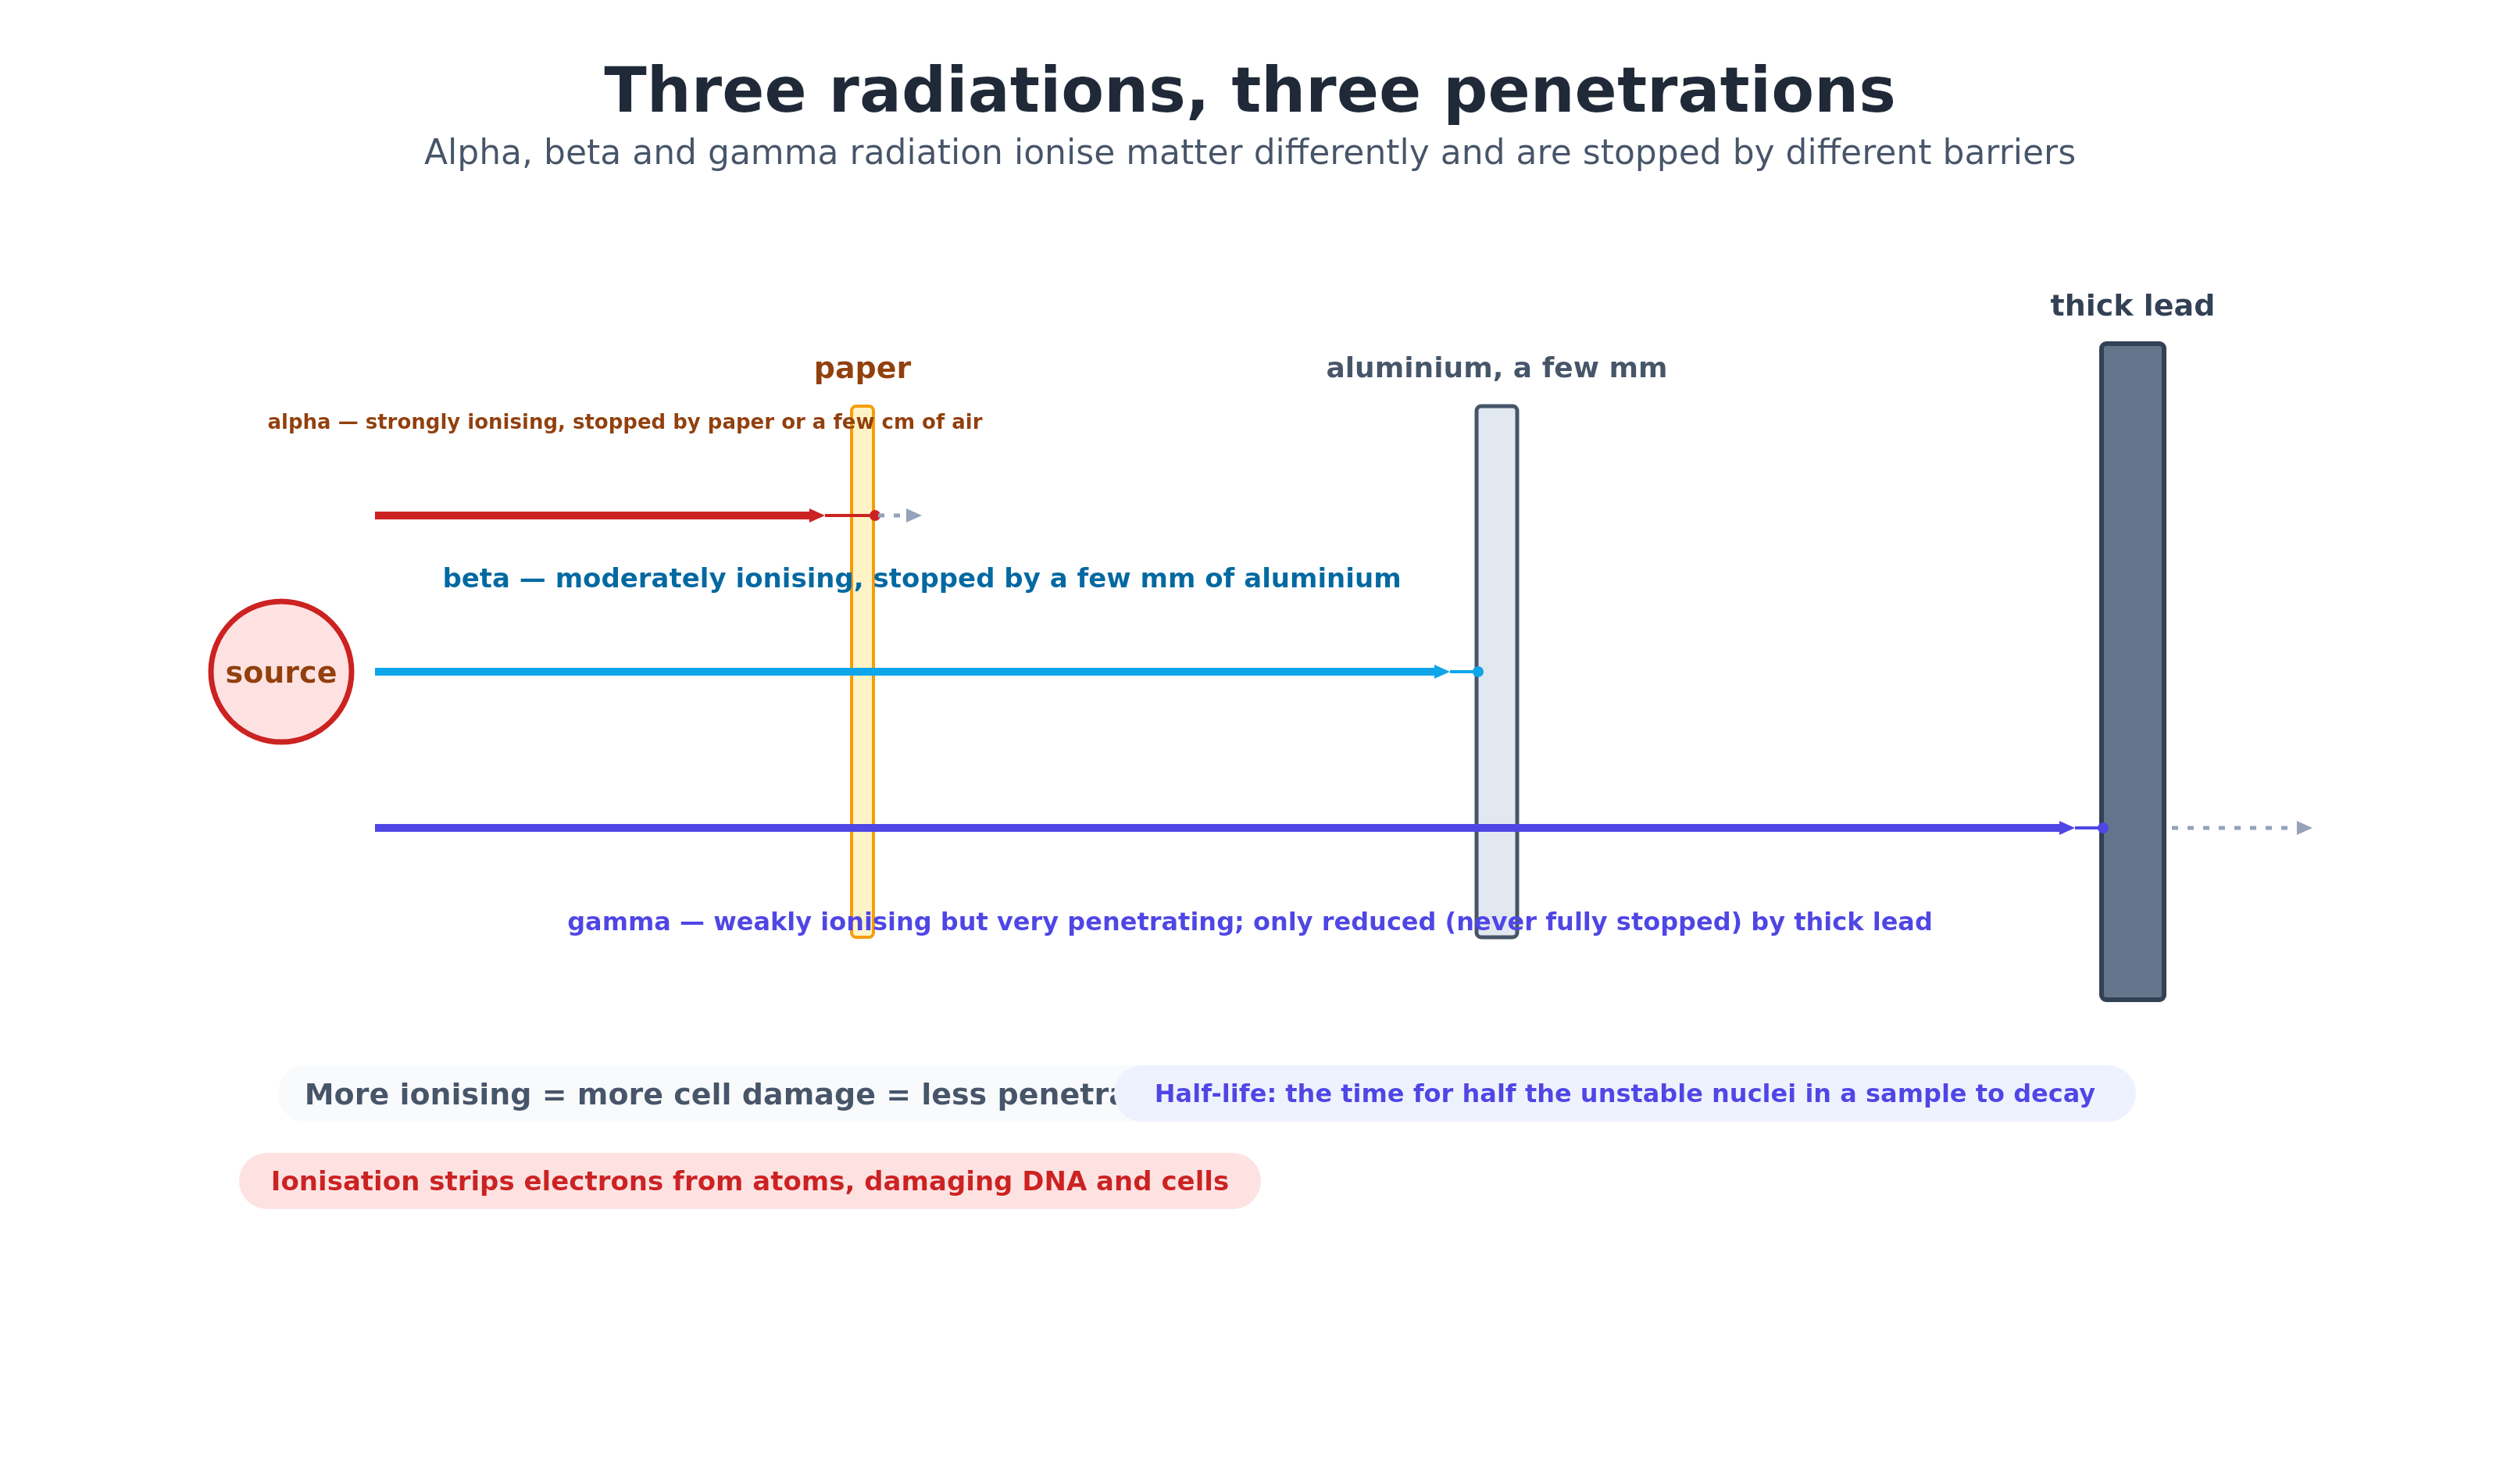 Three radiations, three penetrations
Alpha, beta and gamma radiation ionise matter differently and are stopped by different barriers
thick lead
paper
aluminium, a few mm
alpha — strongly ionising, stopped by paper or a few cm of air
beta — moderately ionising, stopped by a few mm of aluminium
source
gamma — weakly ionising but very penetrating; only reduced (never fully stopped) by thick lead
More ionising = more cell damage = less
Half-life: the time for half the unstable nuclei in a sample to decay
Ionisation strips electrons from atoms, damaging DNA and cells